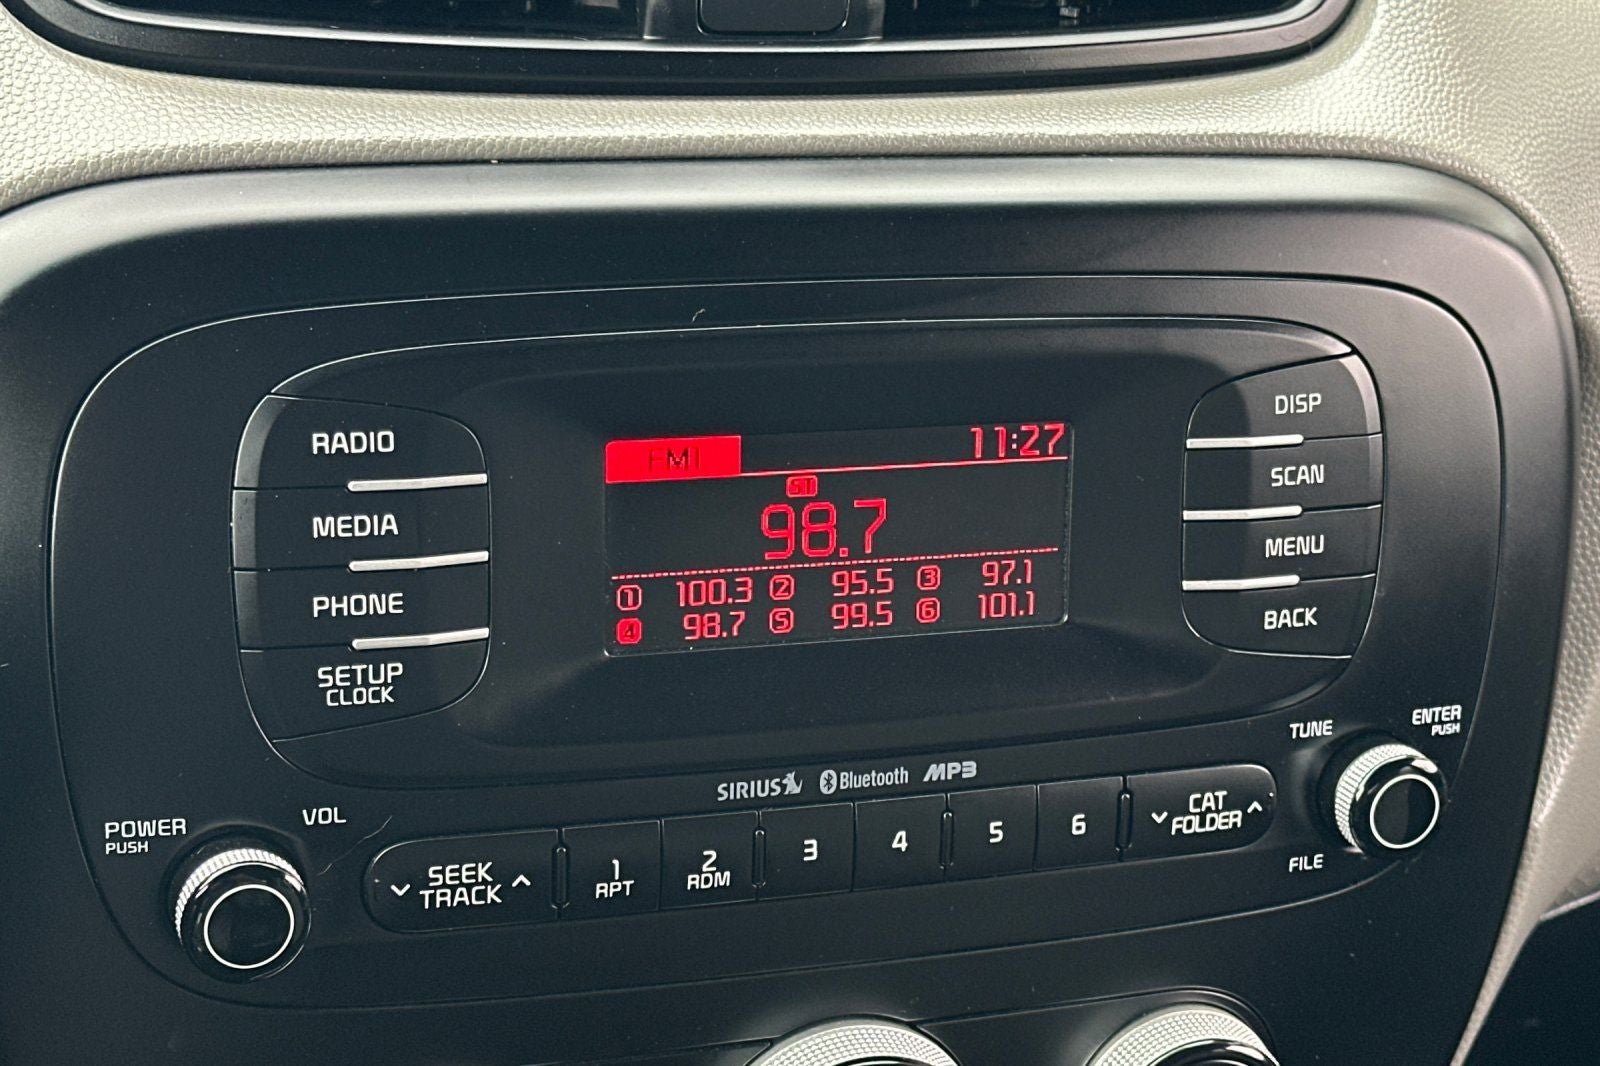 FM1 11:27
ST
98.7
1 100.3 2 95.5 3 97.1
4 98.7 5 99.5 6 101.1
RADIO
MEDIA
PHONE
SETUP
CLOCK
DISP
SCAN
MENU
BACK
SIRIUS Bluetooth MP3
POWER
PUSH
VOL
SEEK
TRACK
1
RPT
2
RDM
3
4
5
6
CAT
FOLDER
TUNE
FILE
ENTER
PUSH